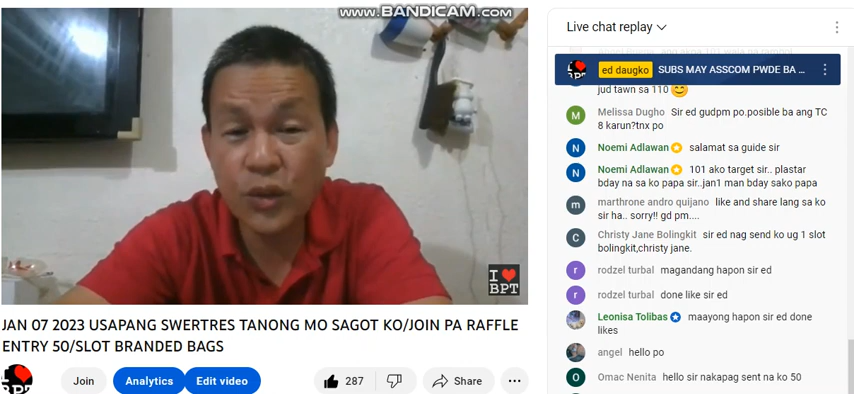 www.BANDICAM.com
I ❤ BPT
JAN 07 2023 USAPANG SWERTRES TANONG MO SAGOT KO/JOIN PA RAFFLE
ENTRY 50/SLOT BRANDED BAGS
Join
Analytics
Edit video
287
Share
Live chat replay
ed daugko SUBS MAY ASSCOM PWDE BA ...
jud tawn sa 110 😊
M Melissa Dugho Sir ed gudpm po.posible ba ang TC
8 karun?tnx po
N Noemi Adlawan salamat sa guide sir
N Noemi Adlawan 101 ako target sir.. plastar
bday na sa ko papa sir..jan1 man bday sako papa
m marthrone andro quijano like and share lang sa ko
sir ha.. sorry!! gd pm....
C Christy Jane Bolingkit sir ed nag send ko ug 1 slot
bolingkit,christy jane.
r rodzel turbal magandang hapon sir ed
r rodzel turbal done like sir ed
Leonisa Tolibas maayong hapon sir ed done
likes
angel hello po
O Omac Nenita hello sir nakapag sent na ko 50